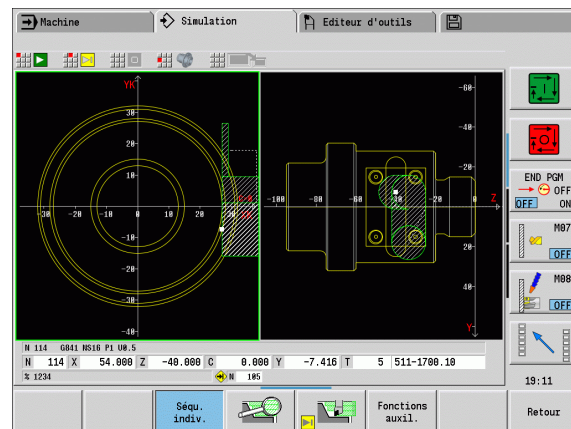 Machine
Simulation
Editeur d'outils
YK
30
20
10
-30 -20 -10 10 20 30
-10
-20
-30
-40
-60
-40
-20
-100 -80 -60 -40 -20 0 Z
40
Y
END PGM
OFF
OFF ON
M07
OFF
M08
OFF
N 114 G841 NS16 P1 U0.5
N 114 X 54.000 Z -40.000 C 0.000 Y -7.416 T 5 511-1700.10
% 1234 N 105
19:11
Séqu. indiv.
Fonctions auxil.
Retour